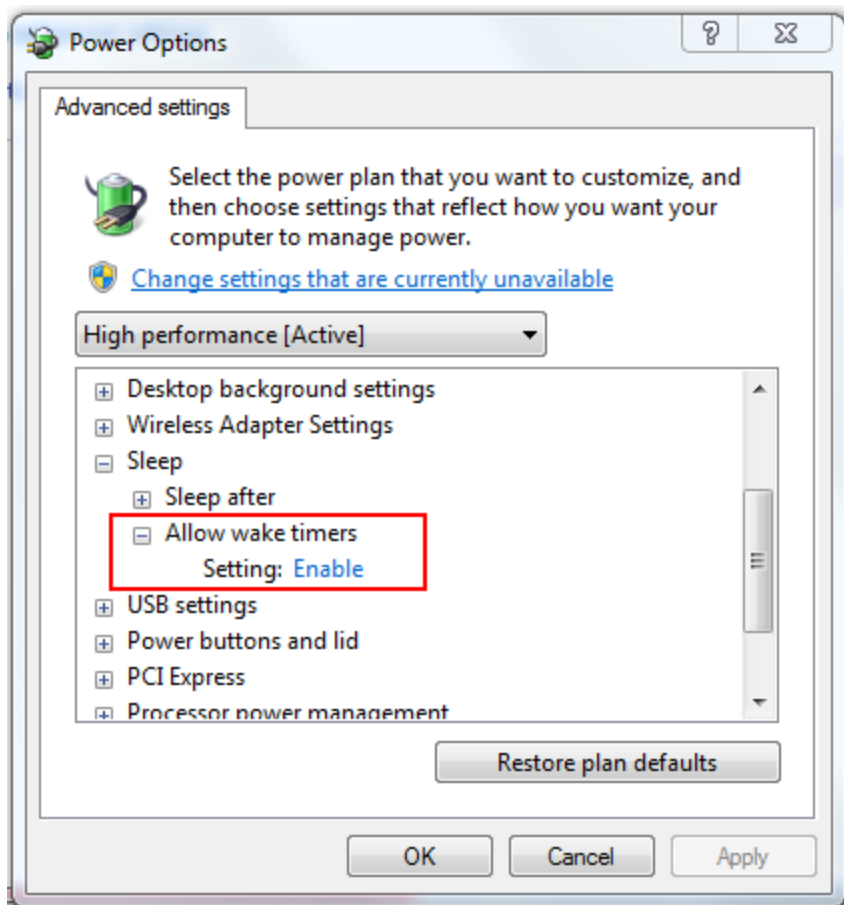 Power Options
Advanced settings
Select the power plan that you want to customize, and
then choose settings that reflect how you want your
computer to manage power.
Change settings that are currently unavailable
High performance [Active]
Desktop background settings
Wireless Adapter Settings
Sleep
Sleep after
Allow wake timers
Setting: Enable
USB settings
Power buttons and lid
PCI Express
Processor power management
Restore plan defaults
OK Cancel Apply